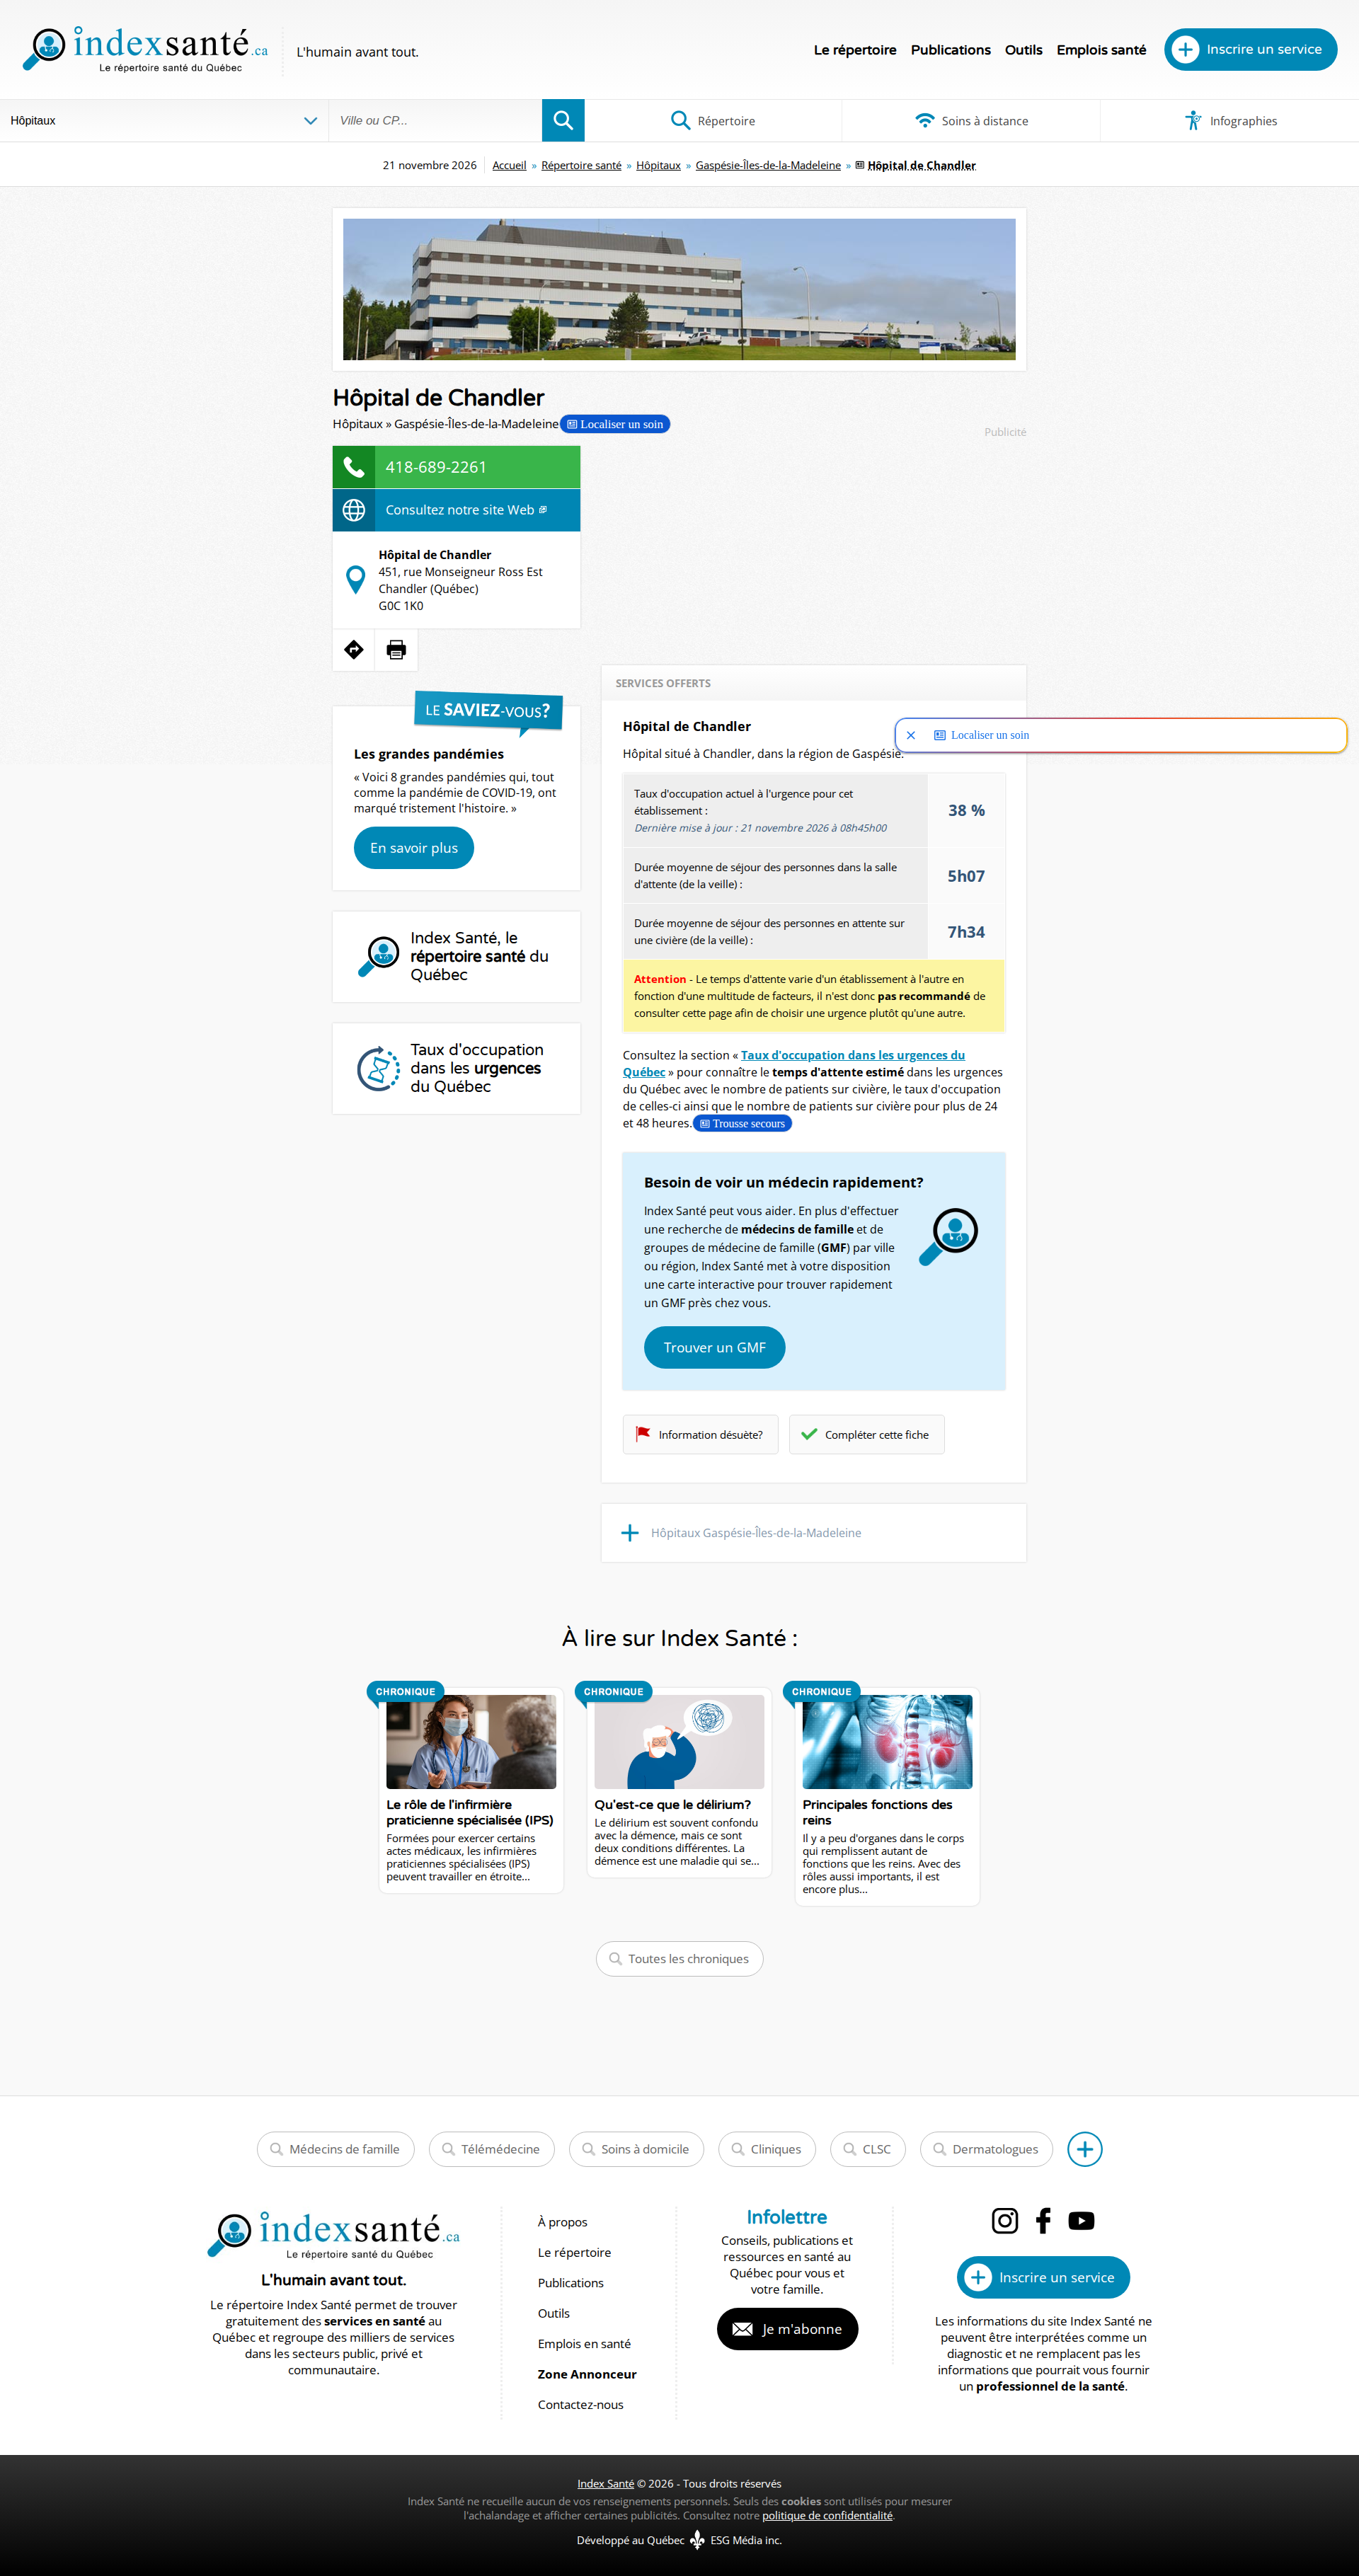 indexsanté.ca
Le répertoire santé du Québec
L'humain avant tout.
Le répertoire
Publications
Outils
Emplois santé
Inscrire un service
Hôpitaux
Ville ou CP...
Répertoire
Soins à distance
Infographies
21 novembre 2026
Accueil » Répertoire santé » Hôpitaux » Gaspésie-Îles-de-la-Madeleine » Hôpital de Chandler
Hôpital de Chandler
Hôpitaux » Gaspésie-Îles-de-la-Madeleine
Localiser un soin
Publicité
418-689-2261
Consultez notre site Web
Hôpital de Chandler
451, rue Monseigneur Ross Est
Chandler (Québec)
G0C 1K0
LE SAVIEZ-VOUS?
Les grandes pandémies
« Voici 8 grandes pandémies qui, tout
comme la pandémie de COVID-19, ont
marqué tristement l'histoire. »
En savoir plus
Index Santé, le
répertoire santé du
Québec
Taux d'occupation
dans les urgences
du Québec
SERVICES OFFERTS
Hôpital de Chandler
Hôpital situé à Chandler, dans la région de Gaspésie.
Localiser un soin
Taux d'occupation actuel à l'urgence pour cet
établissement :
Dernière mise à jour : 21 novembre 2026 à 08h45h00
38 %
Durée moyenne de séjour des personnes dans la salle
d'attente (de la veille) :
5h07
Durée moyenne de séjour des personnes en attente sur
une civière (de la veille) :
7h34
Attention - Le temps d'attente varie d'un établissement à l'autre en
fonction d'une multitude de facteurs, il n'est donc pas recommandé de
consulter cette page afin de choisir une urgence plutôt qu'une autre.
Consultez la section « Taux d'occupation dans les urgences du
Québec » pour connaître le temps d'attente estimé dans les urgences
du Québec avec le nombre de patients sur civière, le taux d'occupation
de celles-ci ainsi que le nombre de patients sur civière pour plus de 24
et 48 heures.
Trousse secours
Besoin de voir un médecin rapidement?
Index Santé peut vous aider. En plus d'effectuer
une recherche de médecins de famille et de
groupes de médecine de famille (GMF) par ville
ou région, Index Santé met à votre disposition
une carte interactive pour trouver rapidement
un GMF près chez vous.
Trouver un GMF
Information désuète?
Compléter cette fiche
Hôpitaux Gaspésie-Îles-de-la-Madeleine
À lire sur Index Santé :
CHRONIQUE
Le rôle de l'infirmière
praticienne spécialisée (IPS)
Formées pour exercer certains
actes médicaux, les infirmières
praticiennes spécialisées (IPS)
peuvent travailler en étroite...
CHRONIQUE
Qu'est-ce que le délirium?
Le délirium est souvent confondu
avec la démence, mais ce sont
deux conditions différentes. La
démence est une maladie qui se...
CHRONIQUE
Principales fonctions des
reins
Il y a peu d'organes dans le corps
qui remplissent autant de
fonctions que les reins. Avec des
rôles aussi importants, il est
encore plus...
Toutes les chroniques
Médecins de famille
Télémédecine
Soins à domicile
Cliniques
CLSC
Dermatologues
indexsanté.ca
Le répertoire santé du Québec
L'humain avant tout.
Le répertoire Index Santé permet de trouver
gratuitement des services en santé au
Québec et regroupe des milliers de services
dans les secteurs public, privé et
communautaire.
À propos
Le répertoire
Publications
Outils
Emplois en santé
Zone Annonceur
Contactez-nous
Infolettre
Conseils, publications et
ressources en santé au
Québec pour vous et
votre famille.
Je m'abonne
Inscrire un service
Les informations du site Index Santé ne
peuvent être interprétées comme un
diagnostic et ne remplacent pas les
informations que pourrait vous fournir
un professionnel de la santé.
Index Santé © 2026 - Tous droits réservés
Index Santé ne recueille aucun de vos renseignements personnels. Seuls des cookies sont utilisés pour mesurer
l'achalandage et afficher certaines publicités. Consultez notre politique de confidentialité.
Développé au Québec ESG Média inc.